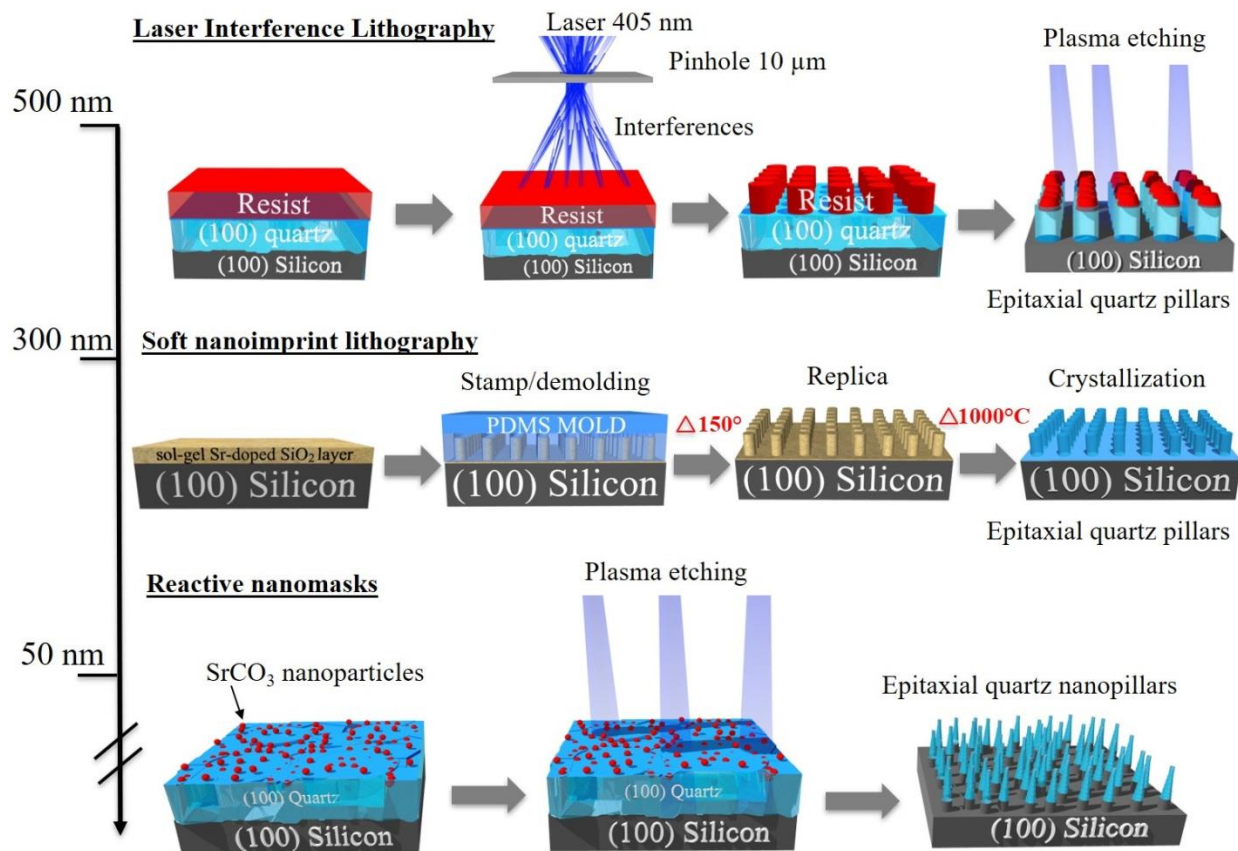 Laser Interference Lithography
Laser 405 nm
Pinhole 10 µm
Interferences
Plasma etching
500 nm
Resist
(100) quartz
(100) Silicon
Resist
(100) quartz
(100) Silicon
Resist
(100) quartz
(100) Silicon
(100) Silicon
Epitaxial quartz pillars
300 nm
Soft nanoimprint lithography
Stamp/demolding
Replica
Crystallization
sol-gel Sr-doped SiO₂ layer
(100) Silicon
PDMS MOLD
(100) Silicon
△150°
(100) Silicon
△1000°C
(100) Silicon
Epitaxial quartz pillars
Reactive nanomasks
Plasma etching
50 nm
SrCO₃ nanoparticles
Epitaxial quartz nanopillars
(100) Quartz
(100) Silicon
(100) Quartz
(100) Silicon
(100) Silicon